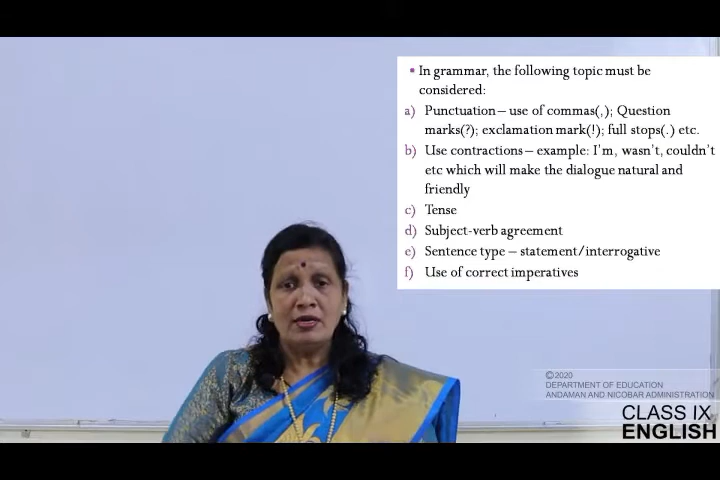 ▪ In grammar, the following topic must be
considered:
a) Punctuation – use of commas(,); Question
marks(?); exclamation mark(!); full stops(.) etc.
b) Use contractions – example: I'm, wasn't, couldn't
etc which will make the dialogue natural and
friendly
c) Tense
d) Subject-verb agreement
e) Sentence type – statement/interrogative
f) Use of correct imperatives
©2020
DEPARTMENT OF EDUCATION
ANDAMAN AND NICOBAR ADMINISTRATION
CLASS IX
ENGLISH